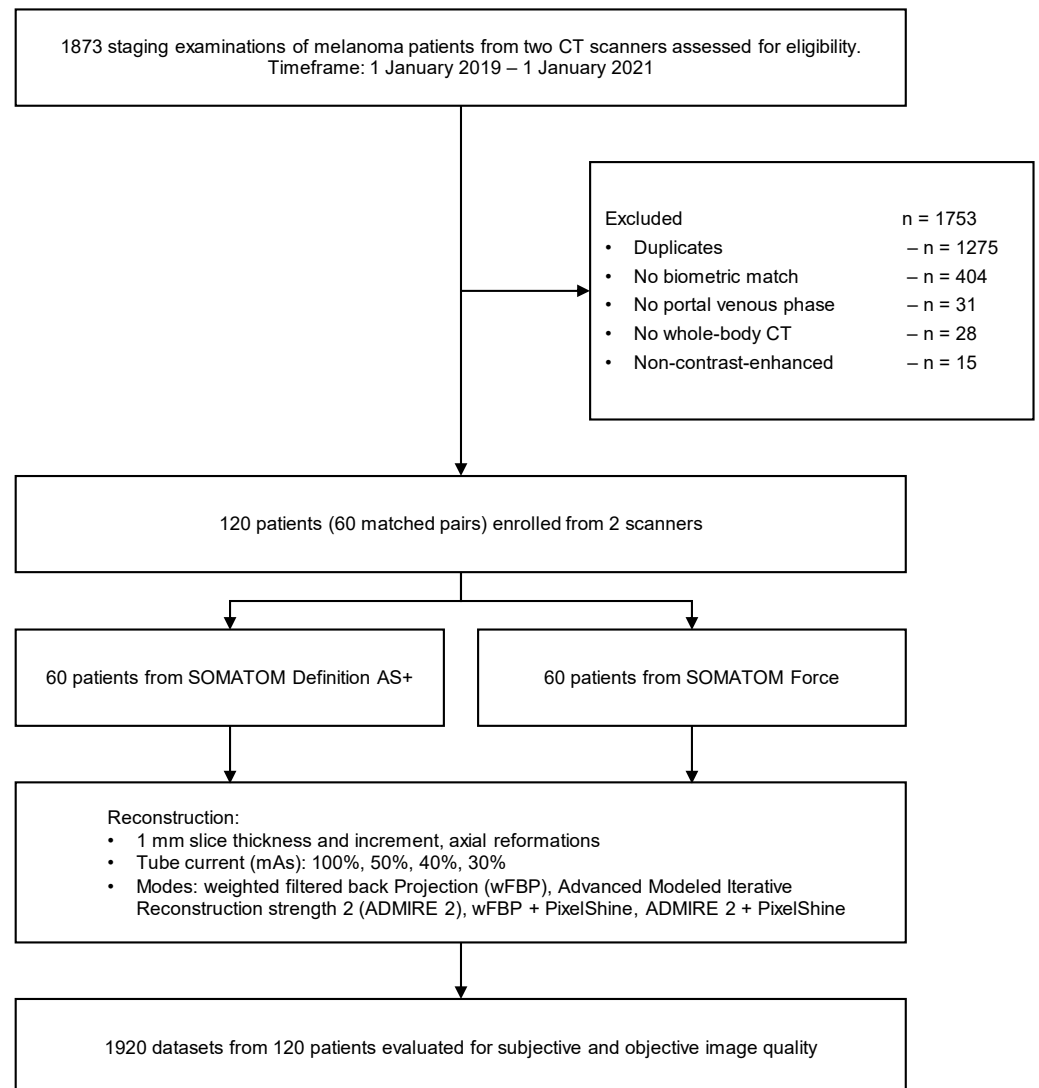 1873 staging examinations of melanoma patients from two CT scanners assessed for eligibility.
Timeframe: 1 January 2019 – 1 January 2021
Excluded n = 1753
• Duplicates – n = 1275
• No biometric match – n = 404
• No portal venous phase – n = 31
• No whole-body CT – n = 28
• Non-contrast-enhanced – n = 15
120 patients (60 matched pairs) enrolled from 2 scanners
60 patients from SOMATOM Definition AS+
60 patients from SOMATOM Force
Reconstruction:
• 1 mm slice thickness and increment, axial reformations
• Tube current (mAs): 100%, 50%, 40%, 30%
• Modes: weighted filtered back Projection (wFBP), Advanced Modeled Iterative
Reconstruction strength 2 (ADMIRE 2), wFBP + PixelShine, ADMIRE 2 + PixelShine
1920 datasets from 120 patients evaluated for subjective and objective image quality